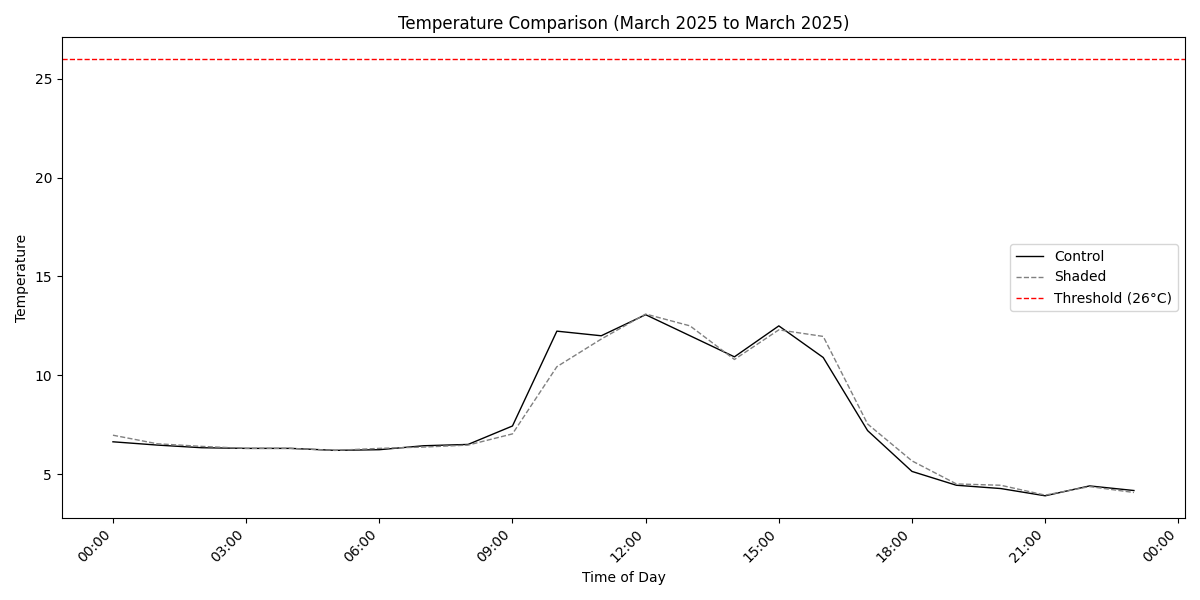 Temperature Comparison (March 2025 to March 2025)
25
20
15
10
5
Temperature
Control
Shaded
Threshold (26°C)
00:00
03:00
06:00
09:00
12:00
15:00
18:00
21:00
00:00
Time of Day